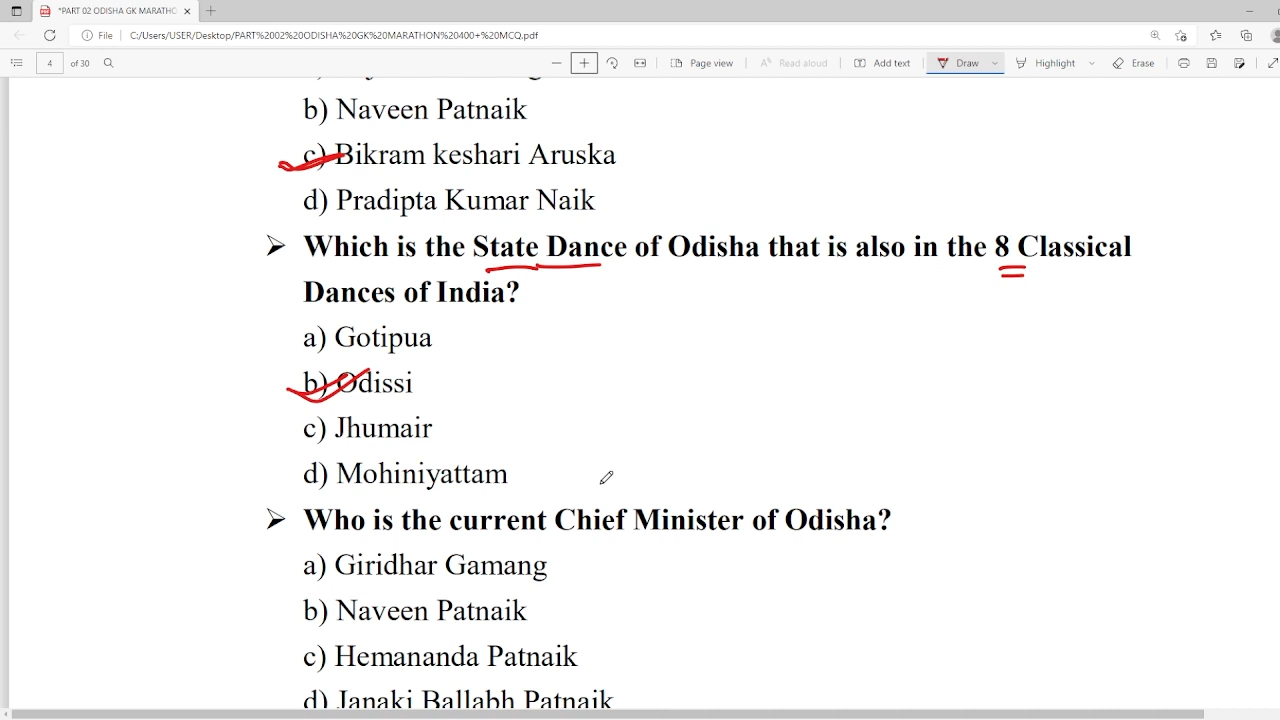 *PART 02 ODISHA GK MARATHO
File C:/Users/USER/Desktop/PART%2002%20ODISHA%20GK%20MARATHON%20400+%20MCQ.pdf
4 of 30 Page view Read aloud Add text Draw Highlight Erase
b) Naveen Patnaik
c) Bikram keshari Aruska
d) Pradipta Kumar Naik
➢ Which is the State Dance of Odisha that is also in the 8 Classical
Dances of India?
a) Gotipua
b) Odissi
c) Jhumair
d) Mohiniyattam
➢ Who is the current Chief Minister of Odisha?
a) Giridhar Gamang
b) Naveen Patnaik
c) Hemananda Patnaik
d) Janaki Ballabh Patnaik